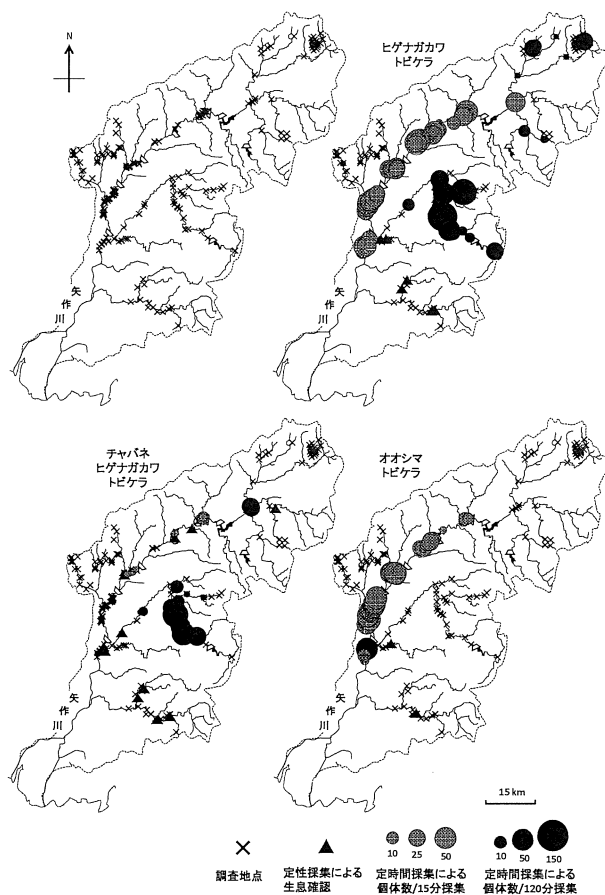 N
ヒゲナガカワ
トビケラ
矢作川
矢作川
チャバネ
ヒゲナガカワ
トビケラ
オオシマ
トビケラ
矢作川
矢作川
15 km
調査地点
定性採集による
生息確認
10 25 50
定時間採集による
個体数/15分採集
10 50 150
定時間採集による
個体数/120分採集